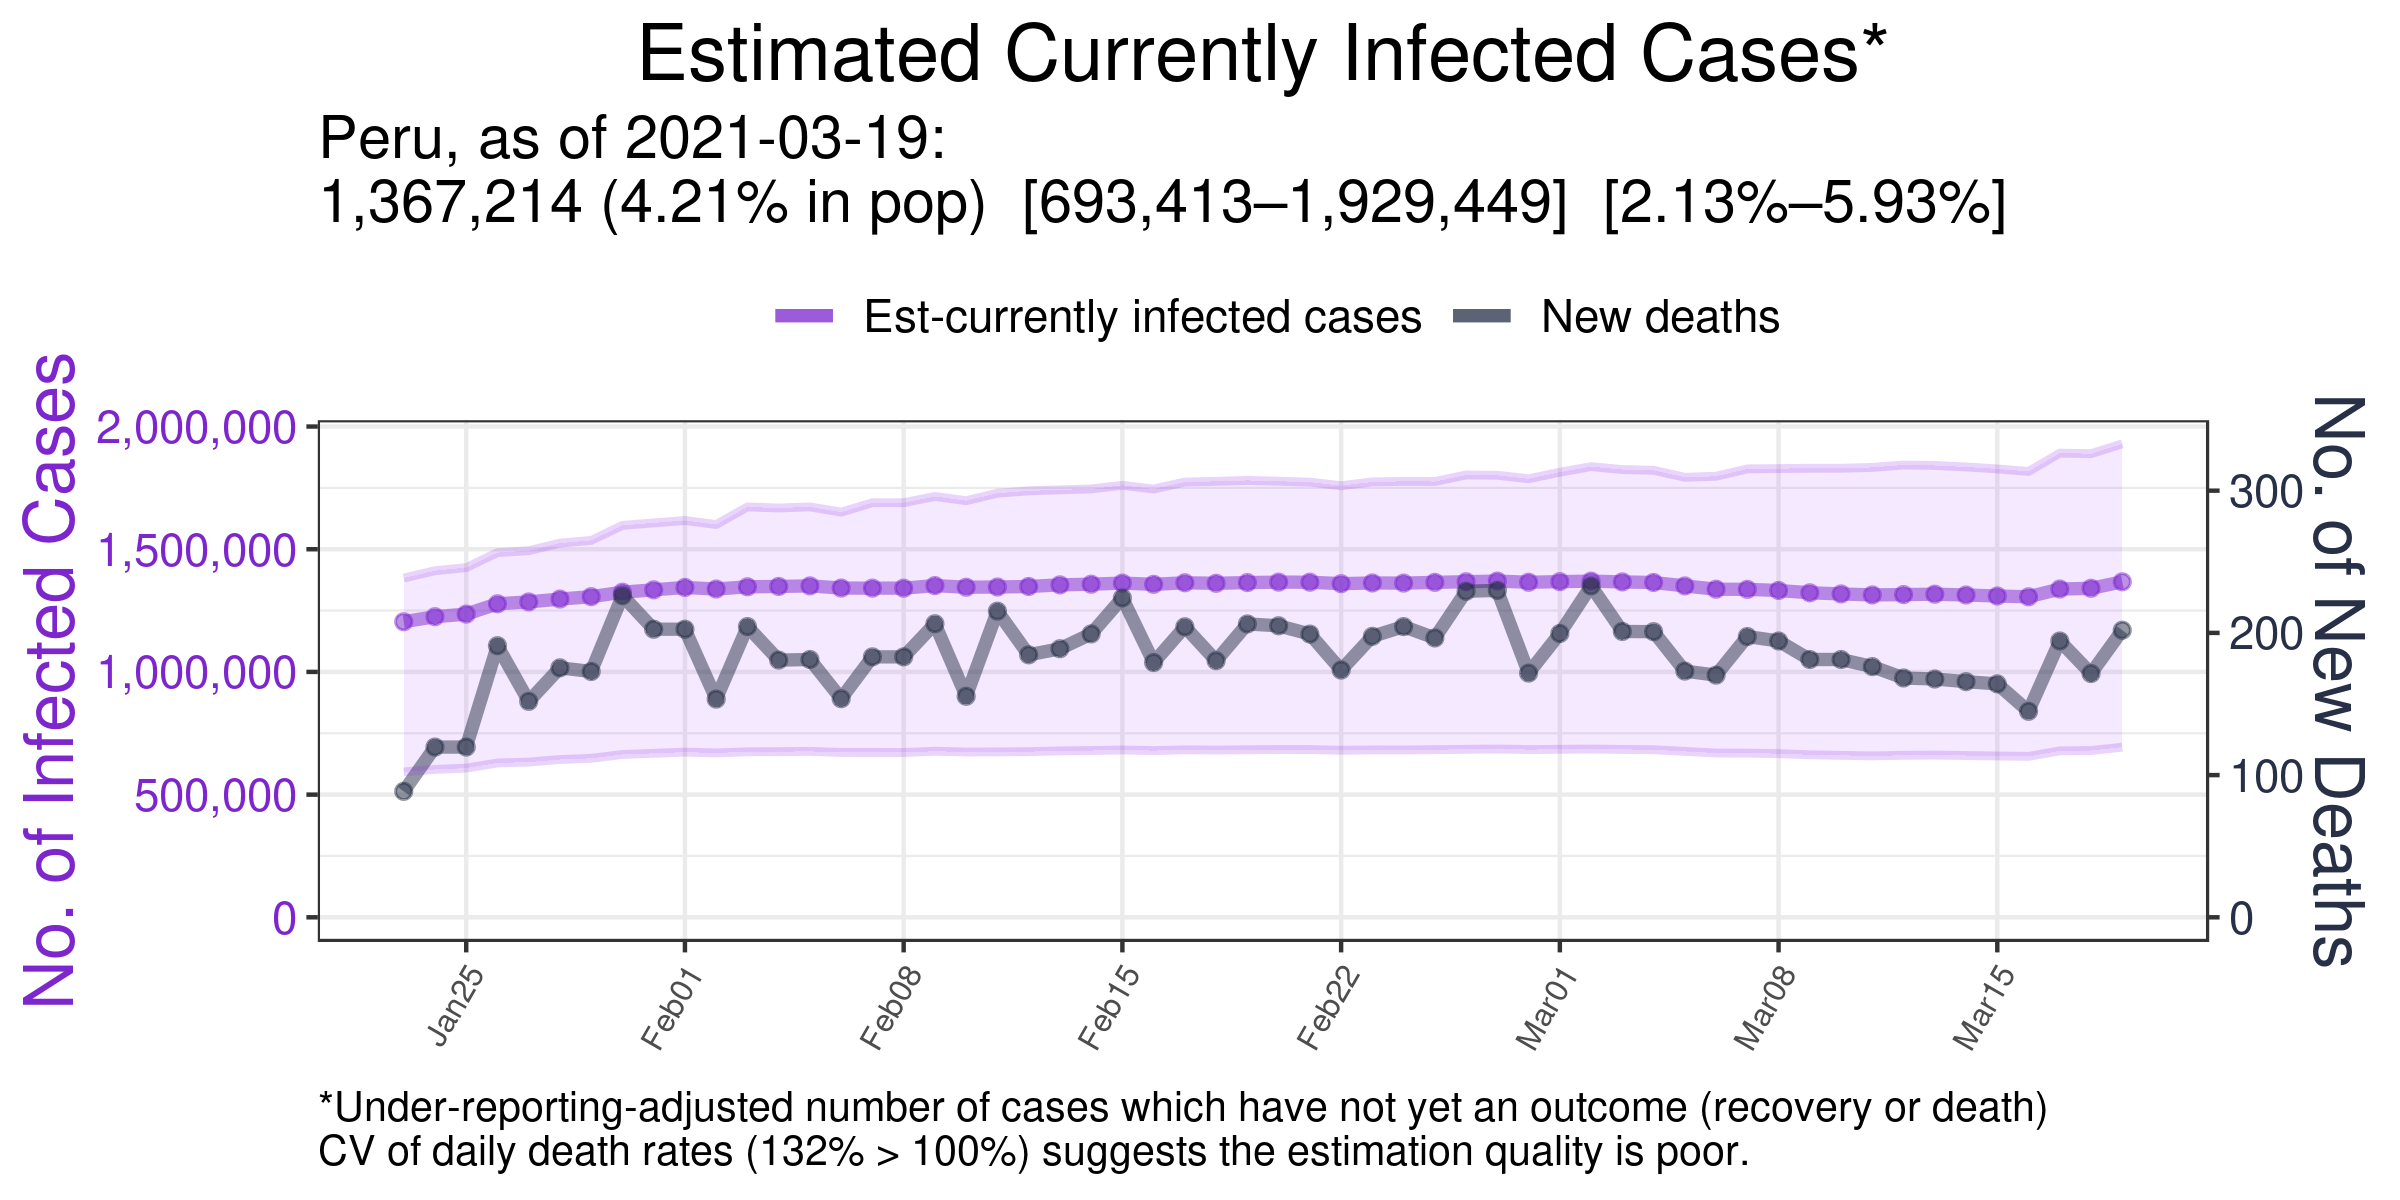 Estimated Currently Infected Cases*
Peru, as of 2021-03-19:
1,367,214 (4.21% in pop)  [693,413–1,929,449]  [2.13%–5.93%]
Est-currently infected cases
New deaths
No. of Infected Cases
2,000,000
1,500,000
1,000,000
500,000
0
300
200
100
0
No. of New Deaths
Jan25
Feb01
Feb08
Feb15
Feb22
Mar01
Mar08
Mar15
*Under-reporting-adjusted number of cases which have not yet an outcome (recovery or death)
CV of daily death rates (132% > 100%) suggests the estimation quality is poor.